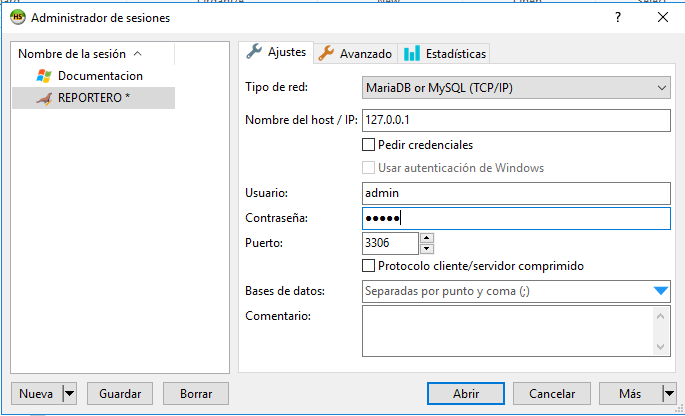 Administrador de sesiones
Nombre de la sesión
Documentacion
REPORTERO *
Ajustes
Avanzado
Estadísticas
Tipo de red:
MariaDB or MySQL (TCP/IP)
Nombre del host / IP:
127.0.0.1
Pedir credenciales
Usar autenticación de Windows
Usuario:
admin
Contraseña:
●●●●●
Puerto:
3306
Protocolo cliente/servidor comprimido
Bases de datos:
Separadas por punto y coma (;)
Comentario:
Nueva
Guardar
Borrar
Abrir
Cancelar
Más